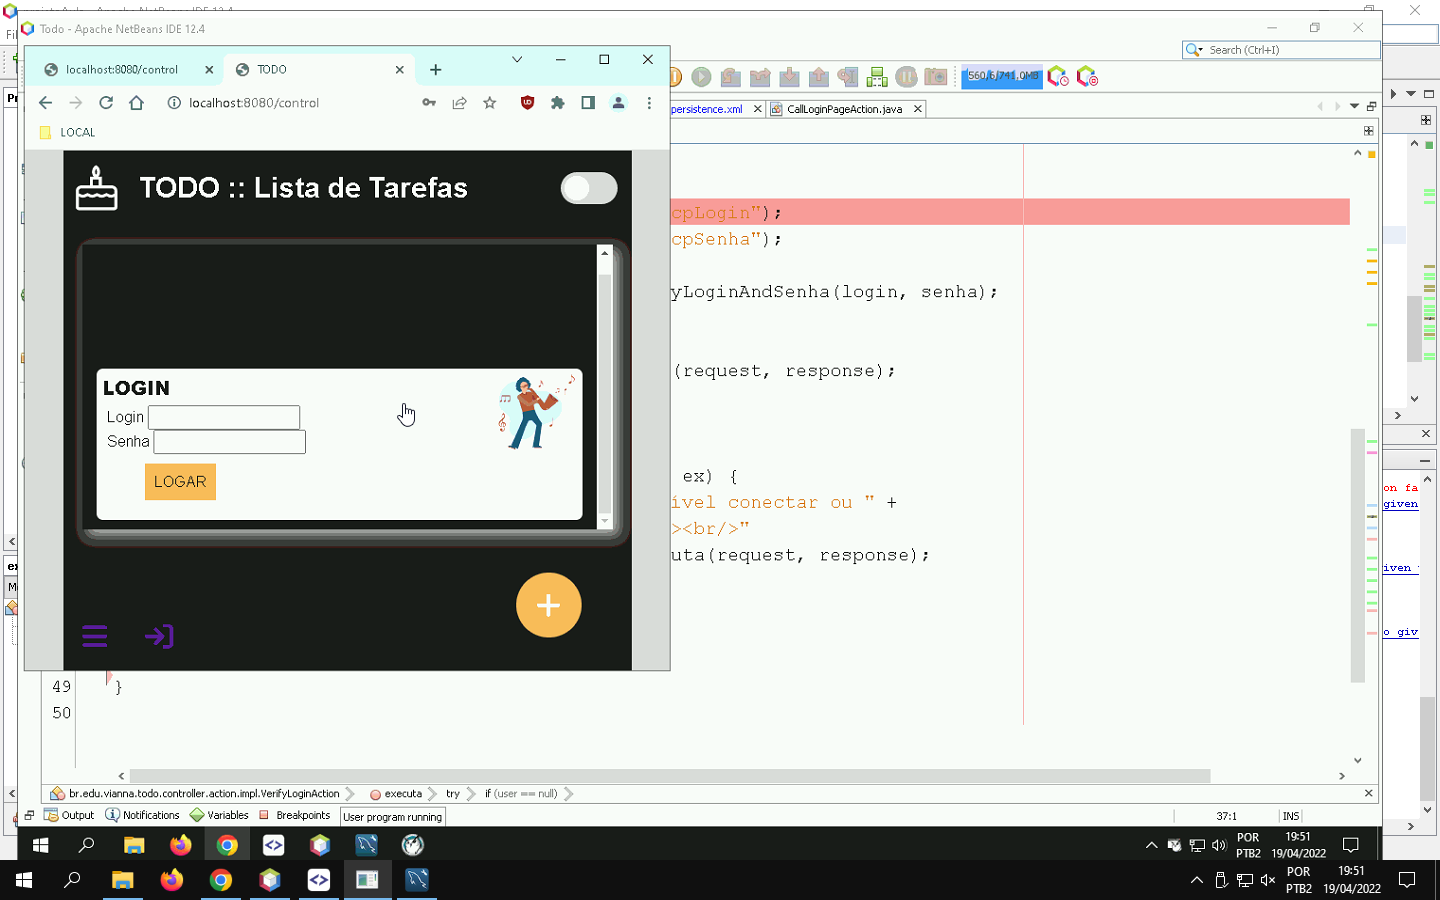 Todo - Apache NetBeans IDE 12.4
Search (Ctrl+I)
localhost:8080/control
TODO
560,6/741,0MB
localhost:8080/control
persistence.xml
CallLoginPageAction.java
LOCAL
TODO :: Lista de Tarefas
cpLogin");
cpSenha");
yLoginAndSenha(login, senha);
(request, response);
LOGIN
Login
Senha
LOGAR
ex) {
ível conectar ou " +
><br/>"
uta(request, response);
on fa
given
iven
o giv
49 }
50
br.edu.vianna.todo.controller.action.impl.VerifyLoginAction
executa
try
if (user == null)
Output
Notifications
Variables
Breakpoints
User program running
37:1
INS
POR
PTB2
19:51
19/04/2022
POR
PTB2
19:51
19/04/2022